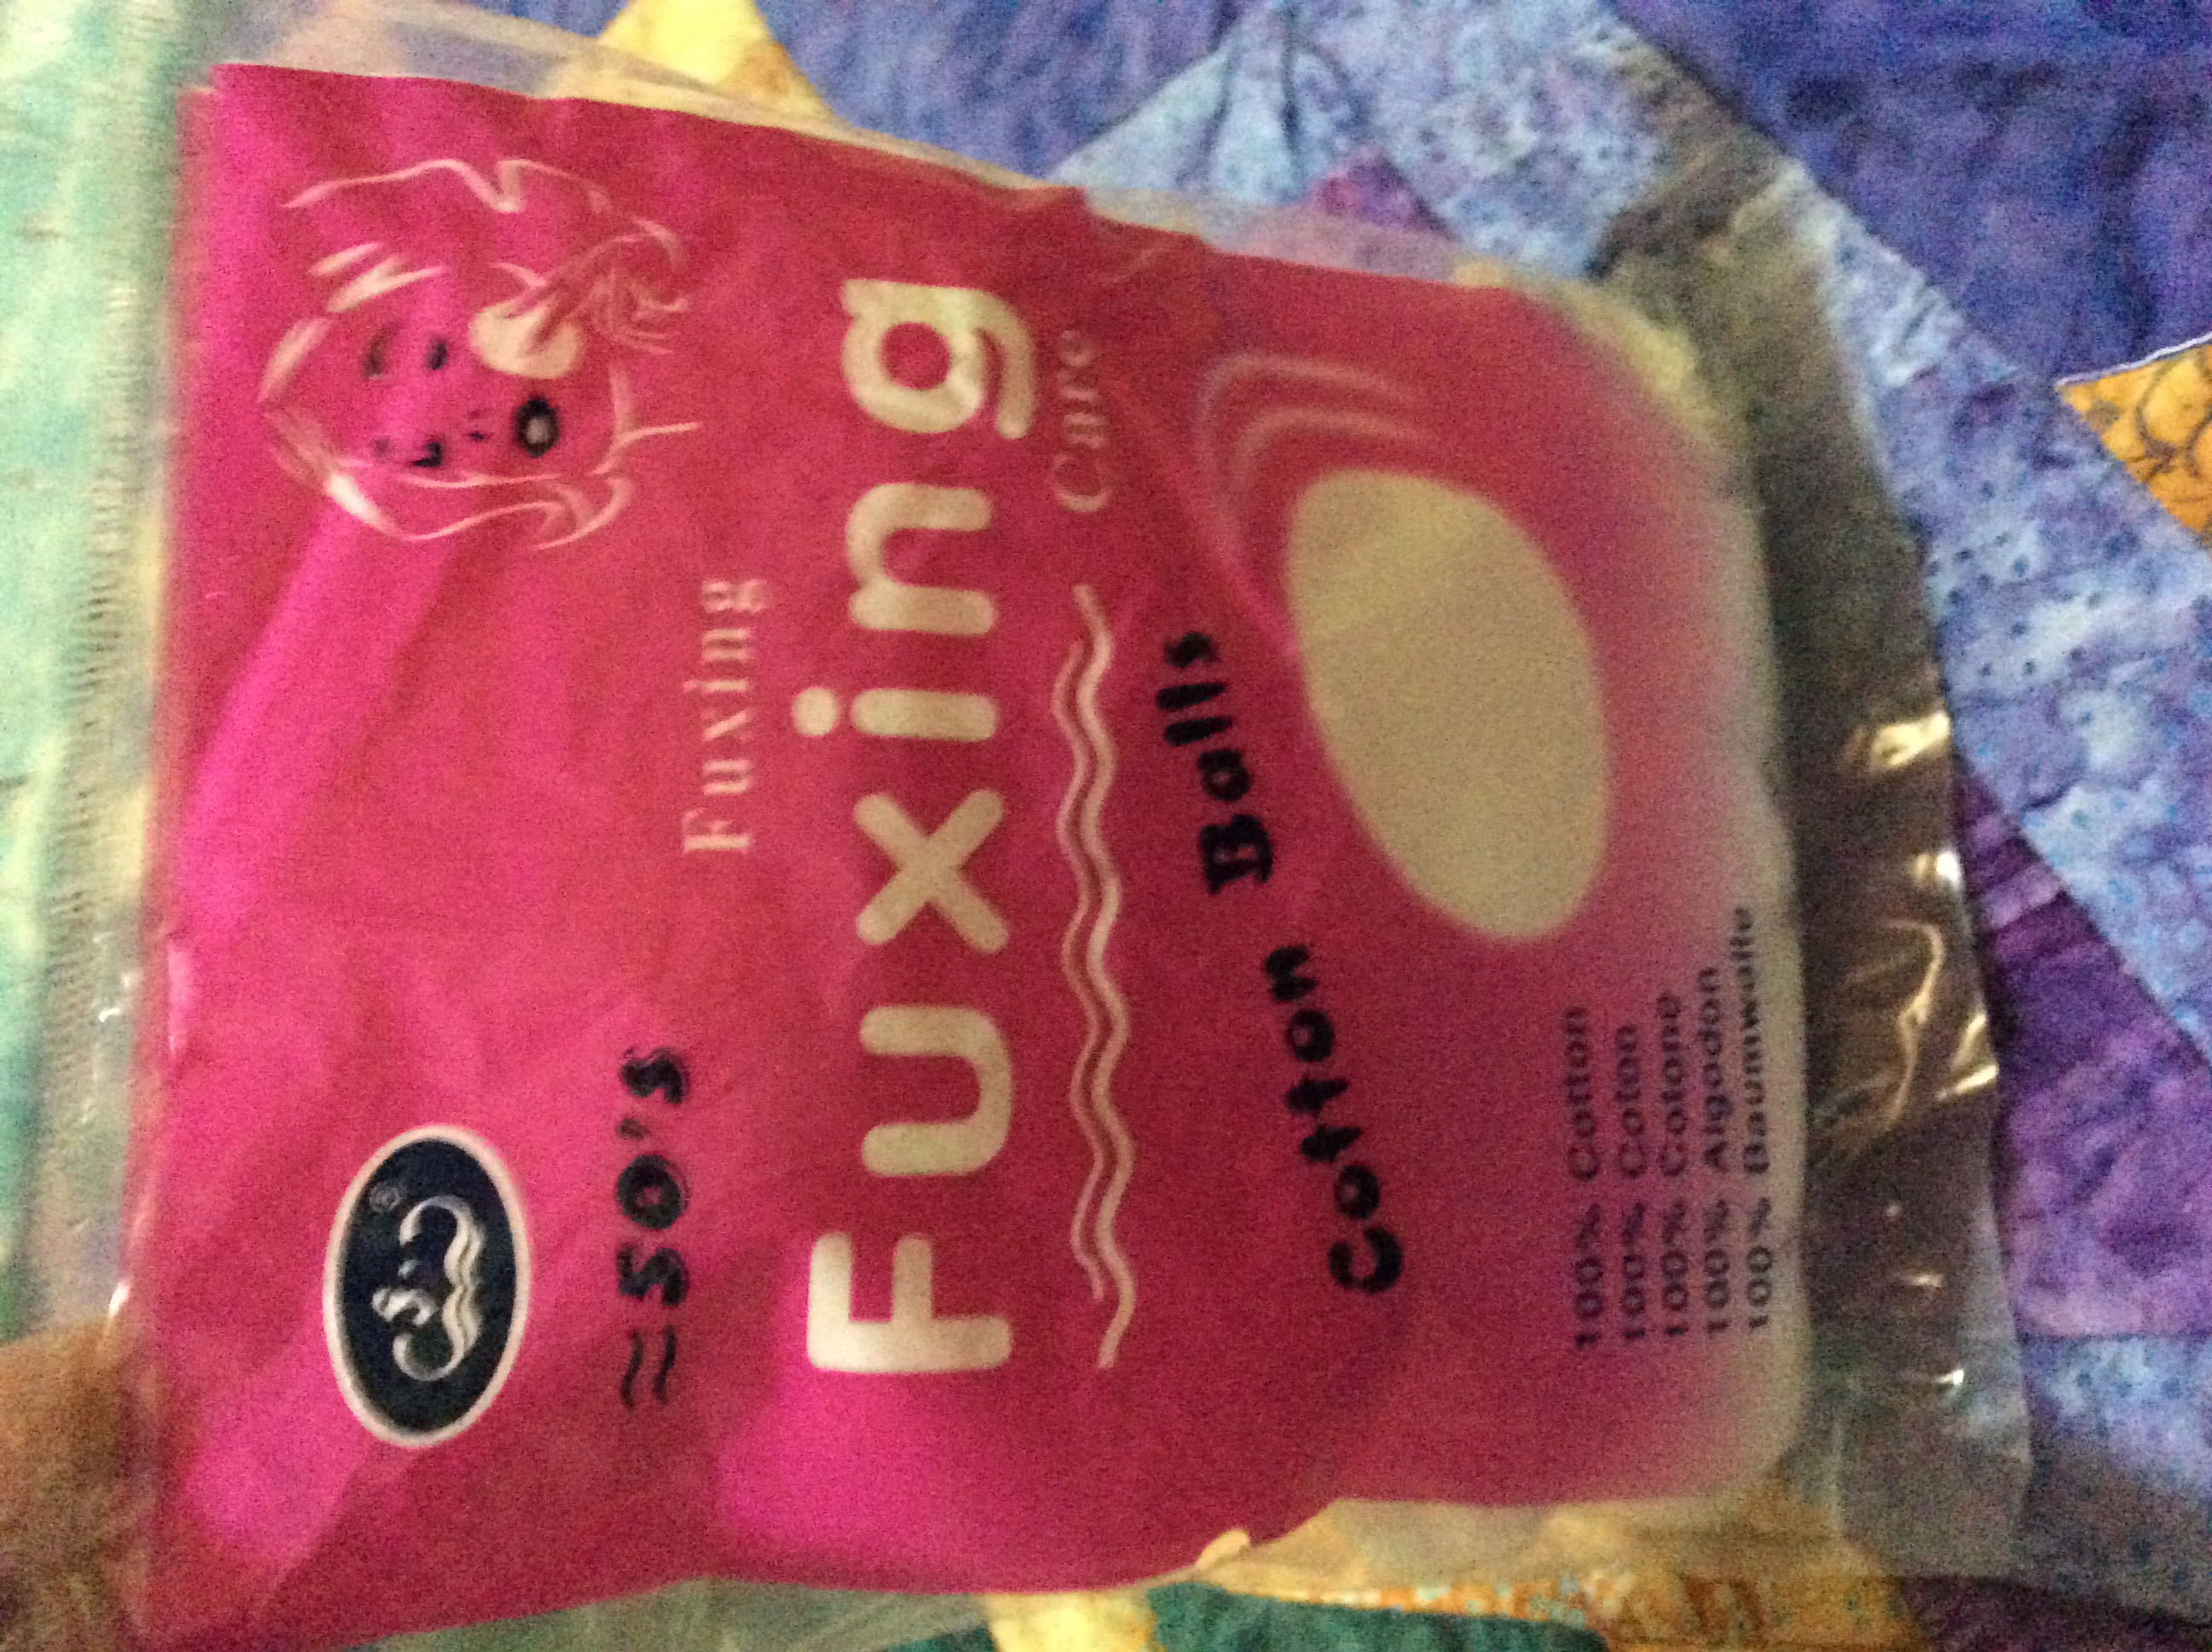 ≈50's
Fuxing
Fuxing
Care
Cotton Balls
100% Cotton
100% Coton
100% Cotone
100% Algodon
100% Baumwolle